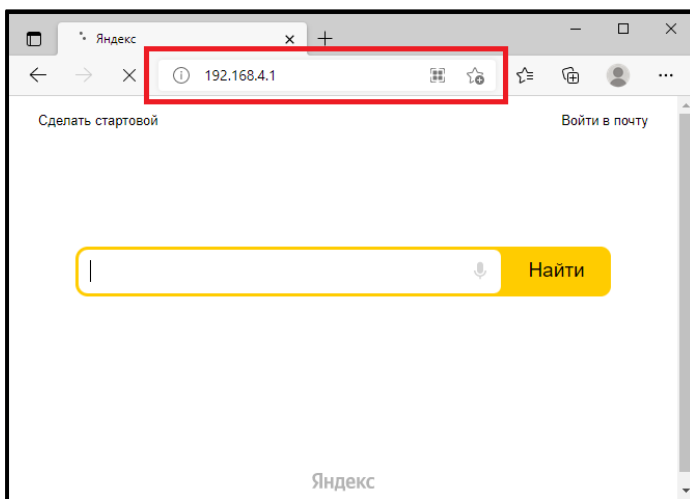 Яндекс
192.168.4.1
Сделать стартовой
Войти в почту
Найти
Яндекс